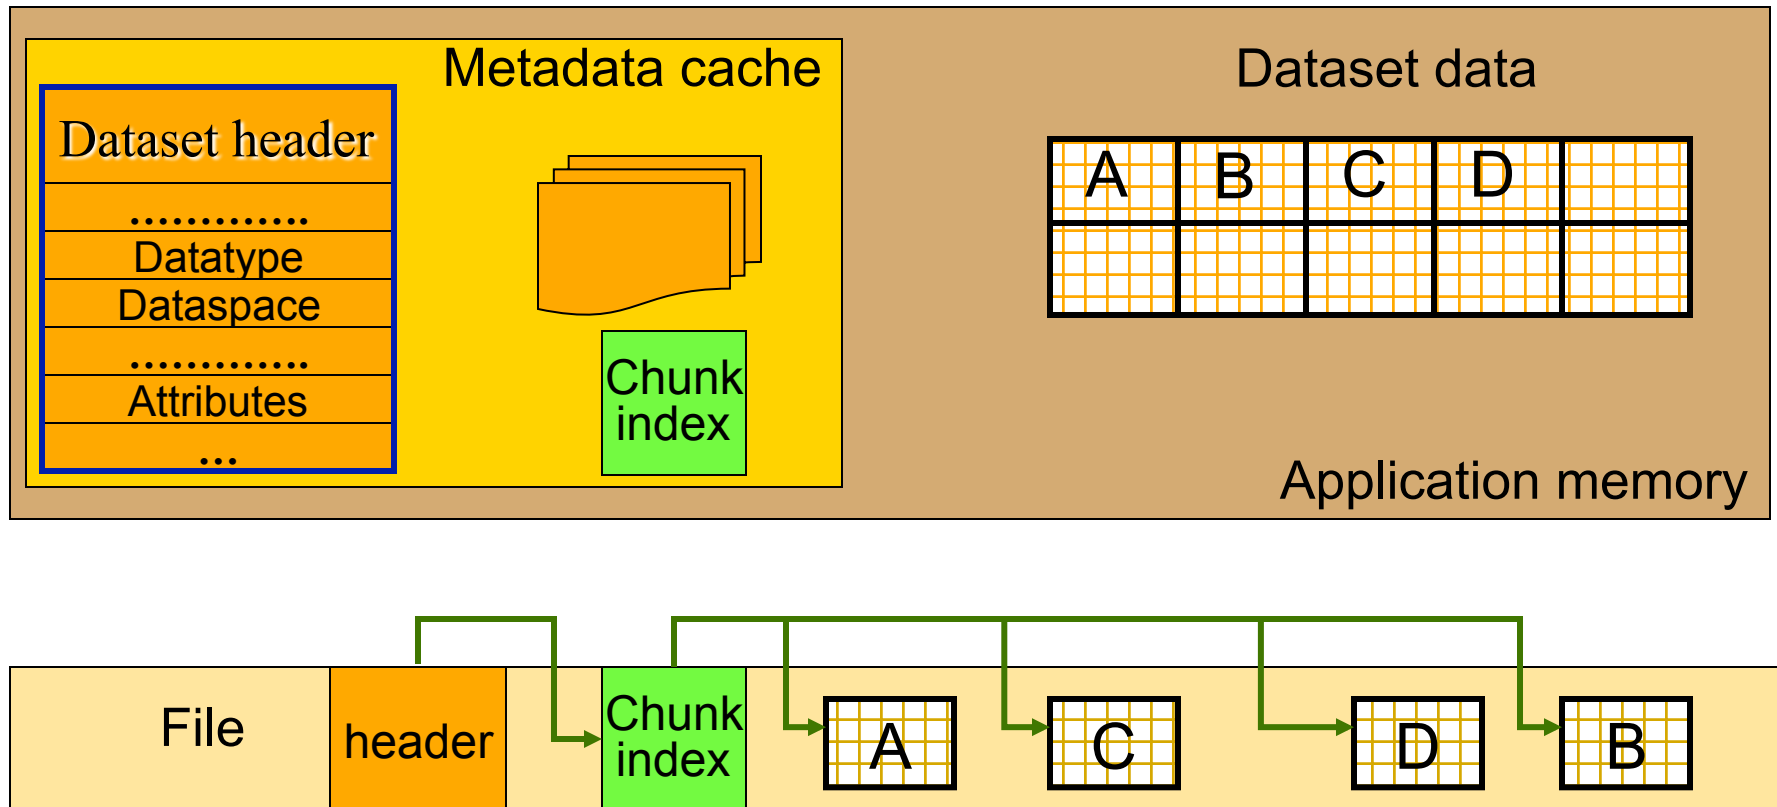 Metadata cache
Dataset data
Dataset header
.............
Datatype
Dataspace
.............
Attributes
...
Chunk
index
A B C D
Application memory
File
header
Chunk
index
A C D B